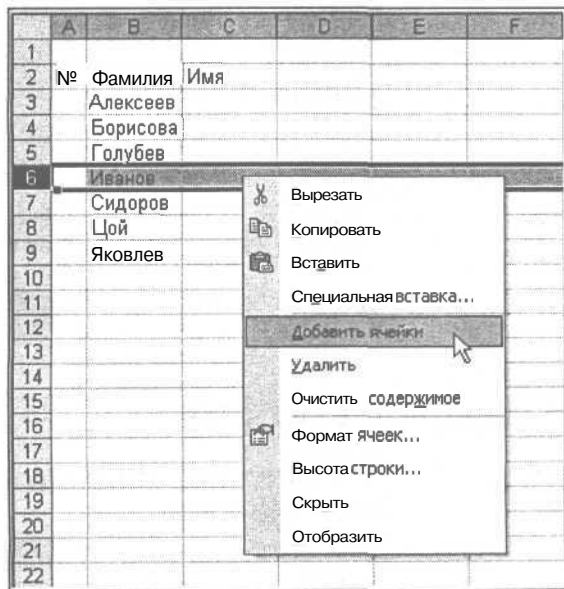 A B C D E F
1
2 № Фамилия Имя
3 Алексеев
4 Борисова
5 Голубев
6 Иванов
7 Сидоров
8 Цой
9 Яковлев
10
11
12
13
14
15
16
17
18
19
20
21
22
Вырезать
Копировать
Вставить
Специальная вставка...
Добавить ячейки
Удалить
Очистить содержимое
Формат ячеек...
Высота строки...
Скрыть
Отобразить